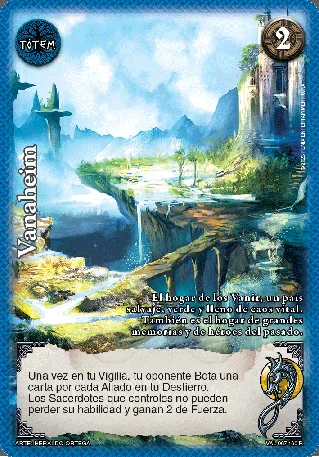 TÓTEM
2
Vanaheim
El hogar de los Vanir, un país
salvaje, verde y lleno de caos vital.
También es el hogar de grandes
memorias y de héroes del pasado.
Una vez en tu Vigilia, tu oponente Bota una
carta por cada Aliado en tu Destierro.
Los Sacerdotes que controles no pueden
perder su habilidad y ganan 2 de Fuerza.
ORTEGA